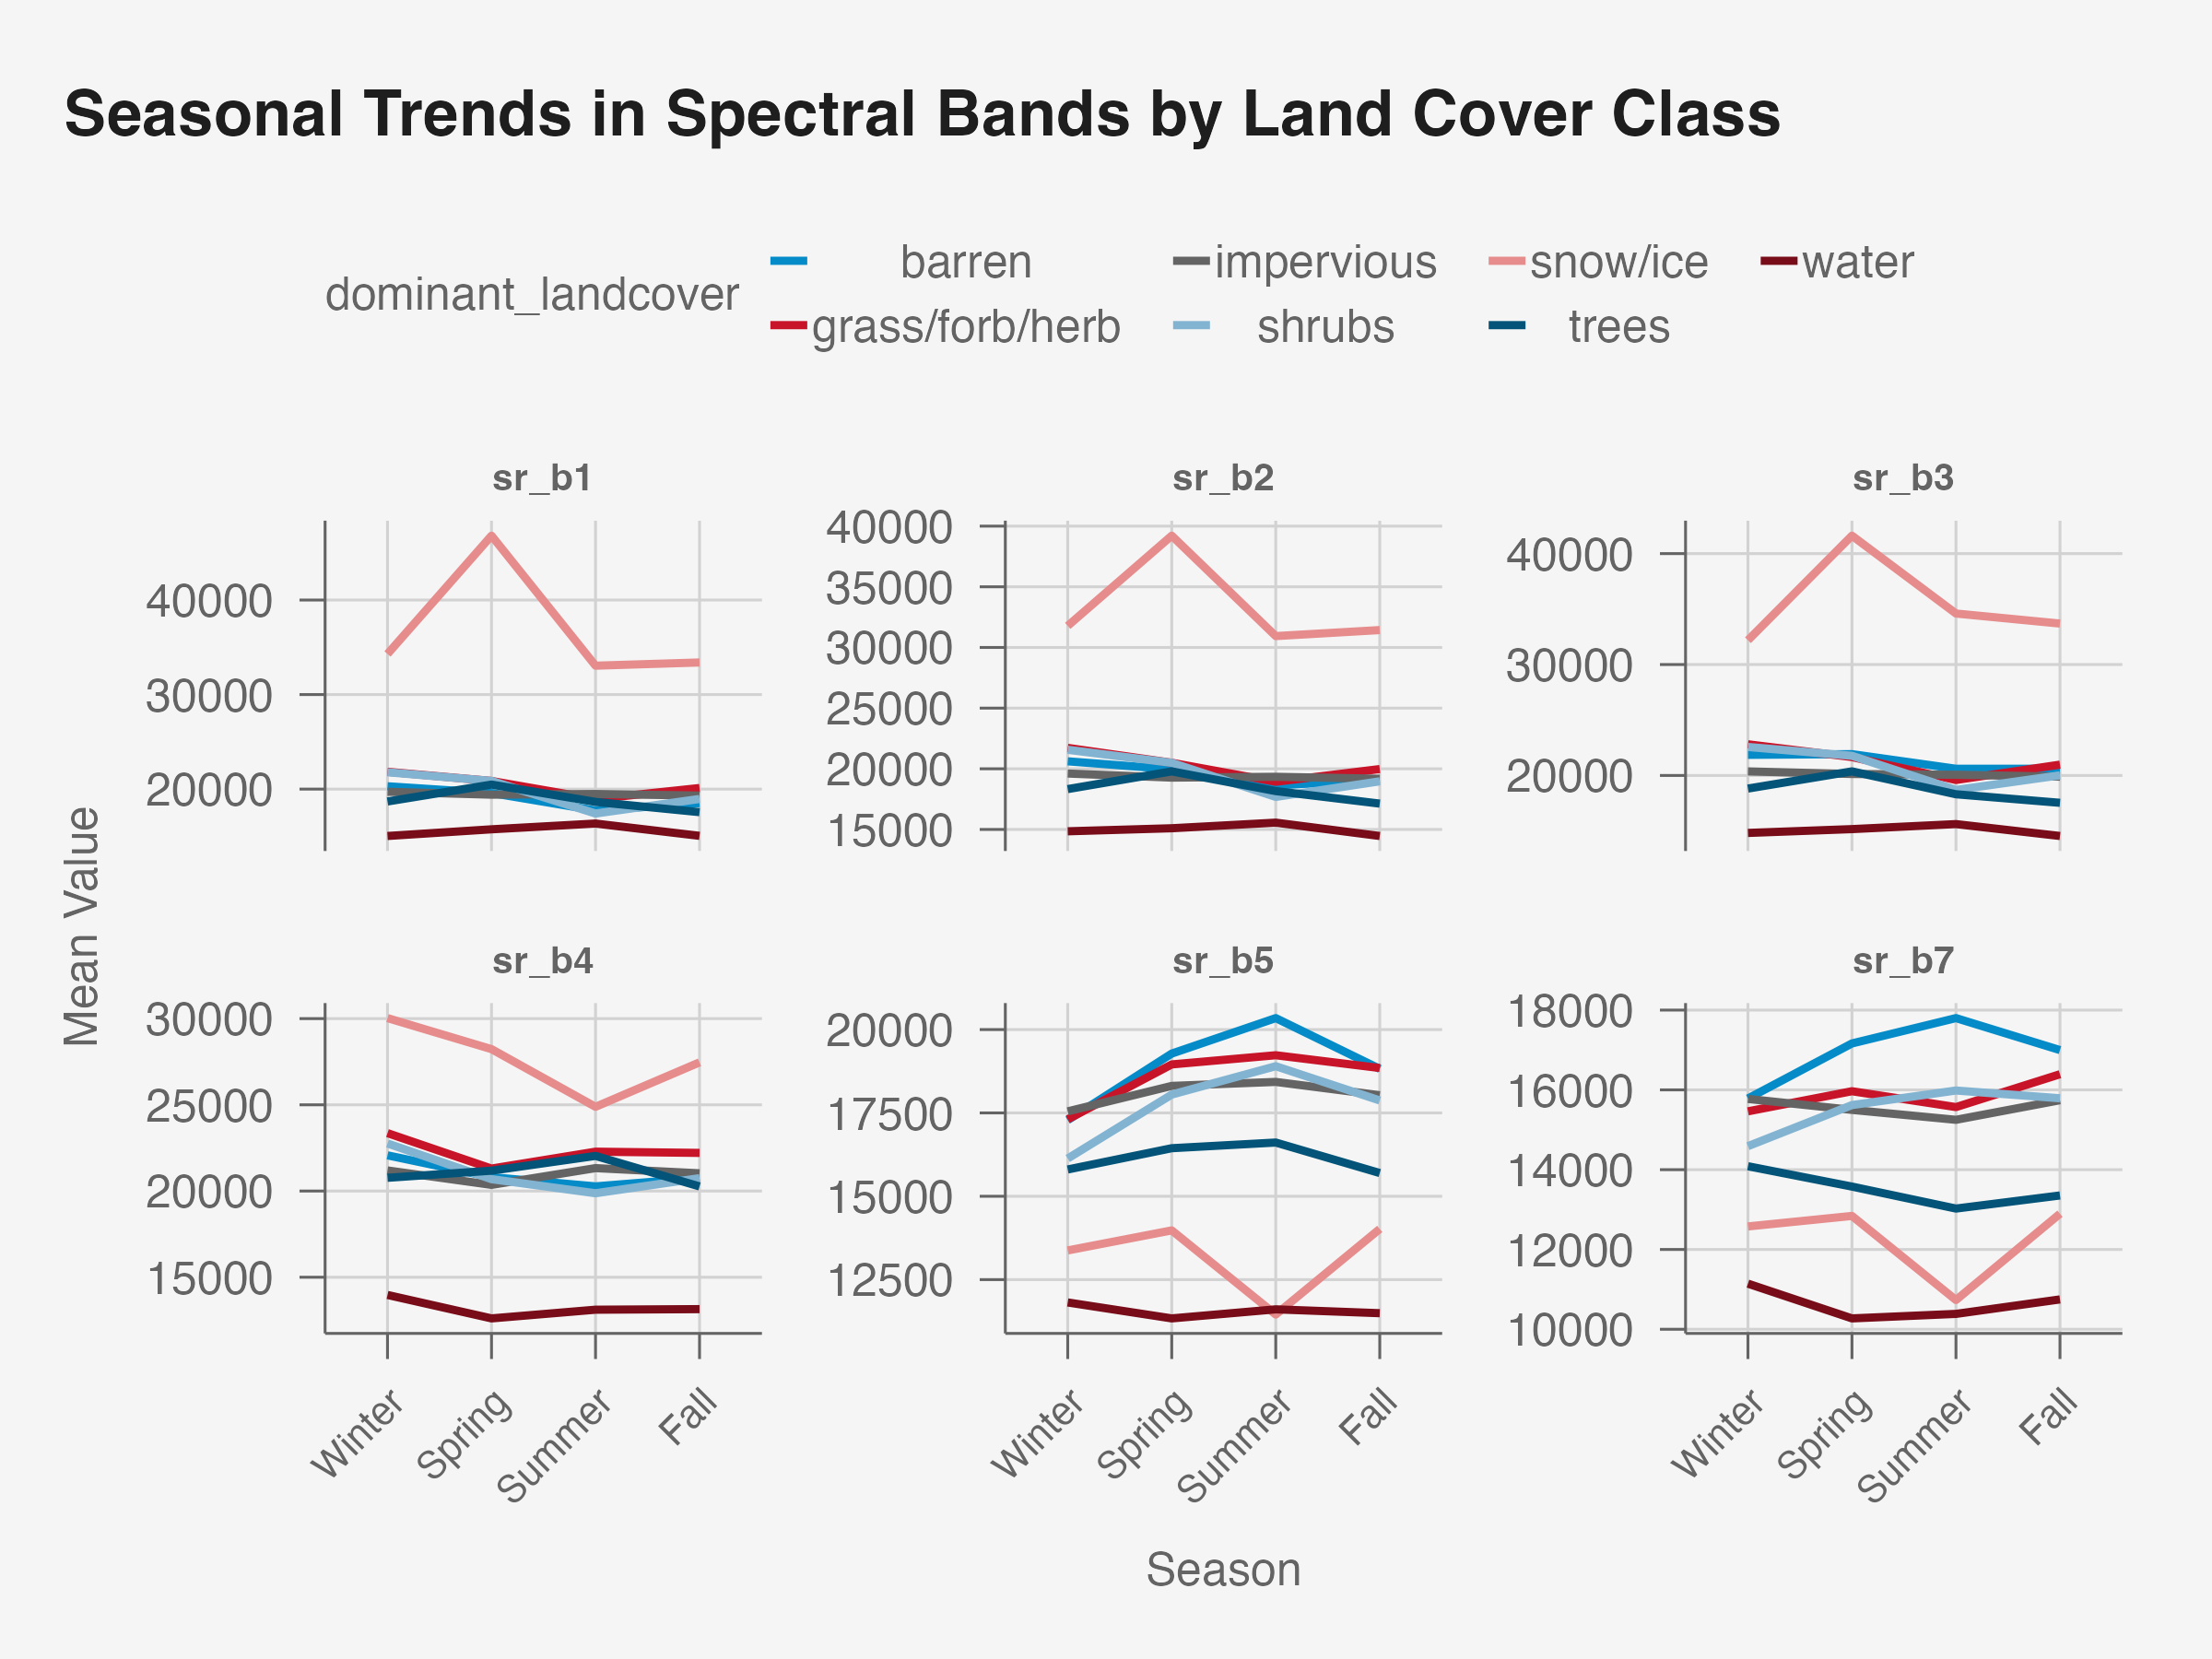 Seasonal Trends in Spectral Bands by Land Cover Class
dominant_landcover
barren impervious snow/ice water
grass/forb/herb shrubs trees
Mean Value
sr_b1 sr_b2 sr_b3
40000
30000
20000
40000
35000
30000
25000
20000
15000
40000
30000
20000
sr_b4 sr_b5 sr_b7
30000
25000
20000
15000
20000
17500
15000
12500
18000
16000
14000
12000
10000
Winter Spring Summer Fall
Winter Spring Summer Fall
Winter Spring Summer Fall
Season